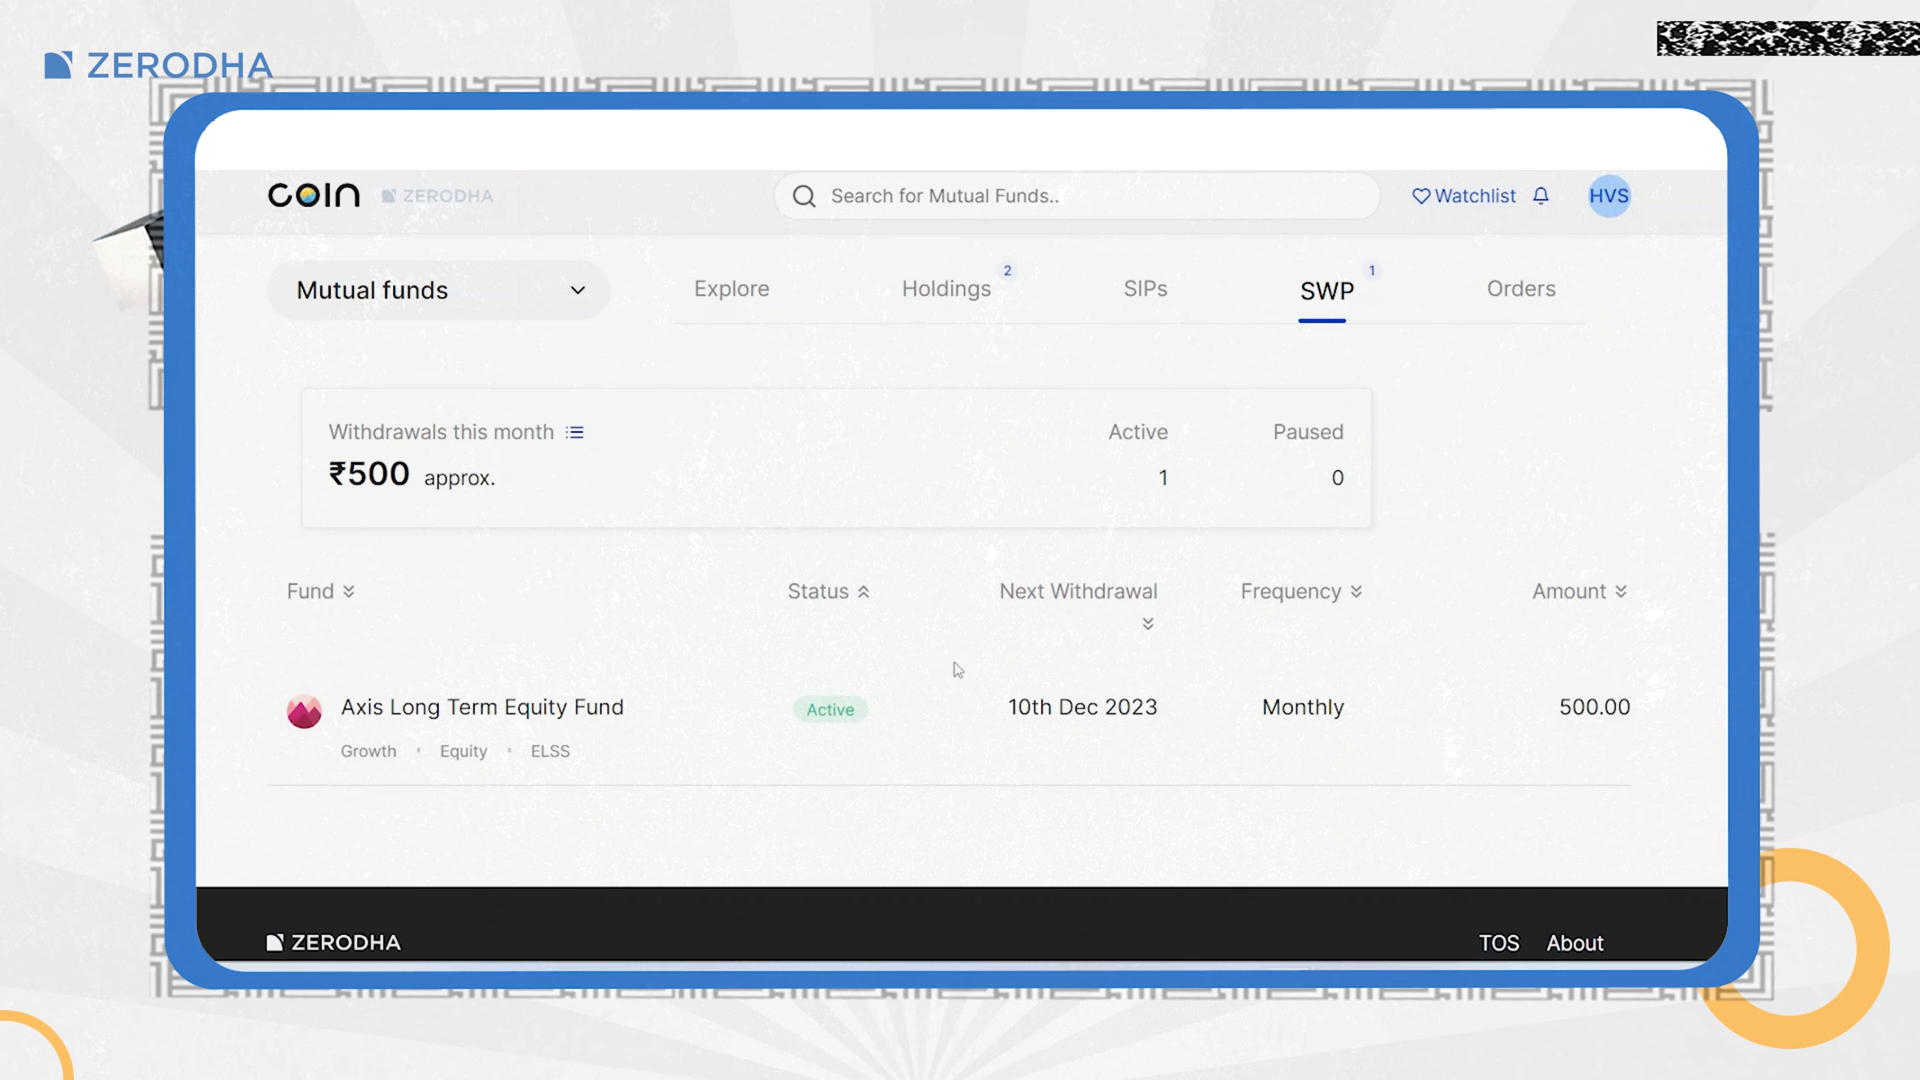 ZERODHA
COIN ZERODHA Search for Mutual Funds.. Watchlist HVS
Mutual funds Explore Holdings 2 SIPs SWP 1 Orders
Withdrawals this month Active Paused
₹500 approx. 1 0
Fund Status Next Withdrawal Frequency Amount
Axis Long Term Equity Fund Active 10th Dec 2023 Monthly 500.00
Growth Equity ELSS
ZERODHA TOS About